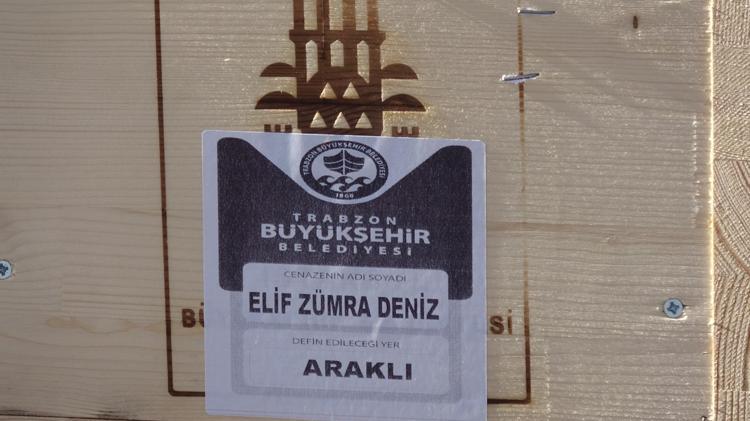 TRABZON BÜYÜKŞEHİR BELEDİYESİ
1868
TRABZON
BÜYÜKŞEHİR
BELEDİYESİ
CENAZENİN ADI SOYADI
ELİF ZÜMRA DENİZ
DEFİN EDİLECEĞİ YER
ARAKLI